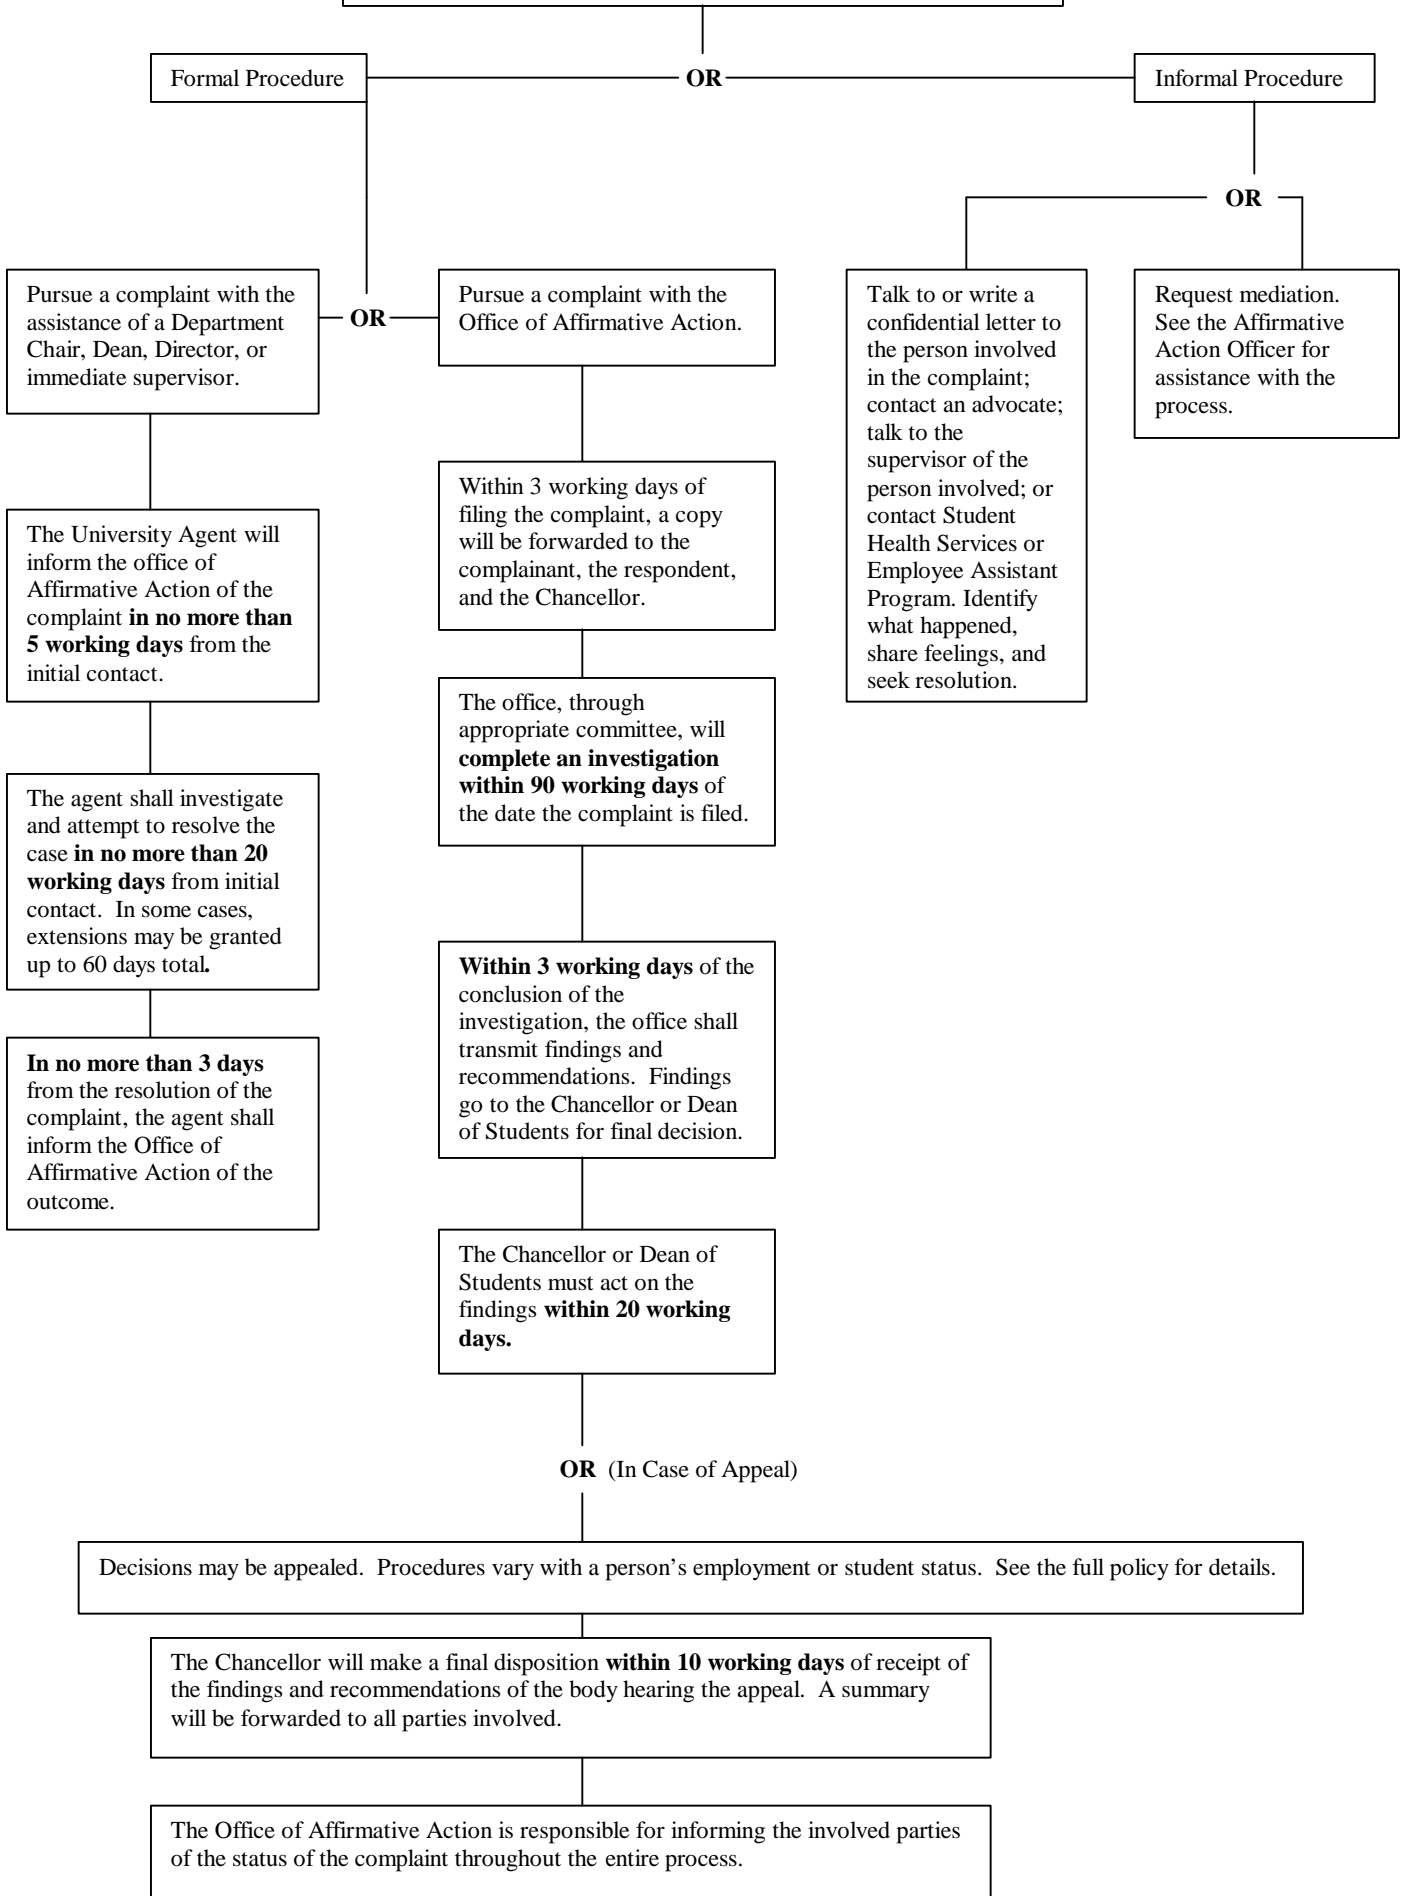 Formal Procedure
OR
Informal Procedure
OR
Pursue a complaint with the
assistance of a Department
Chair, Dean, Director, or
immediate supervisor.
OR
Pursue a complaint with the
Office of Affirmative Action.
Talk to or write a
confidential letter to
the person involved
in the complaint;
contact an advocate;
talk to the
supervisor of the
person involved; or
contact Student
Health Services or
Employee Assistant
Program. Identify
what happened,
share feelings, and
seek resolution.
Request mediation.
See the Affirmative
Action Officer for
assistance with the
process.
The University Agent will
inform the office of
Affirmative Action of the
complaint in no more than
5 working days from the
initial contact.
Within 3 working days of
filing the complaint, a copy
will be forwarded to the
complainant, the respondent,
and the Chancellor.
The office, through
appropriate committee, will
complete an investigation
within 90 working days of
the date the complaint is filed.
The agent shall investigate
and attempt to resolve the
case in no more than 20
working days from initial
contact. In some cases,
extensions may be granted
up to 60 days total.
Within 3 working days of the
conclusion of the
investigation, the office shall
transmit findings and
recommendations. Findings
go to the Chancellor or Dean
of Students for final decision.
In no more than 3 days
from the resolution of the
complaint, the agent shall
inform the Office of
Affirmative Action of the
outcome.
The Chancellor or Dean of
Students must act on the
findings within 20 working
days.
OR (In Case of Appeal)
Decisions may be appealed. Procedures vary with a person’s employment or student status. See the full policy for details.
The Chancellor will make a final disposition within 10 working days of receipt of
the findings and recommendations of the body hearing the appeal. A summary
will be forwarded to all parties involved.
The Office of Affirmative Action is responsible for informing the involved parties
of the status of the complaint throughout the entire process.